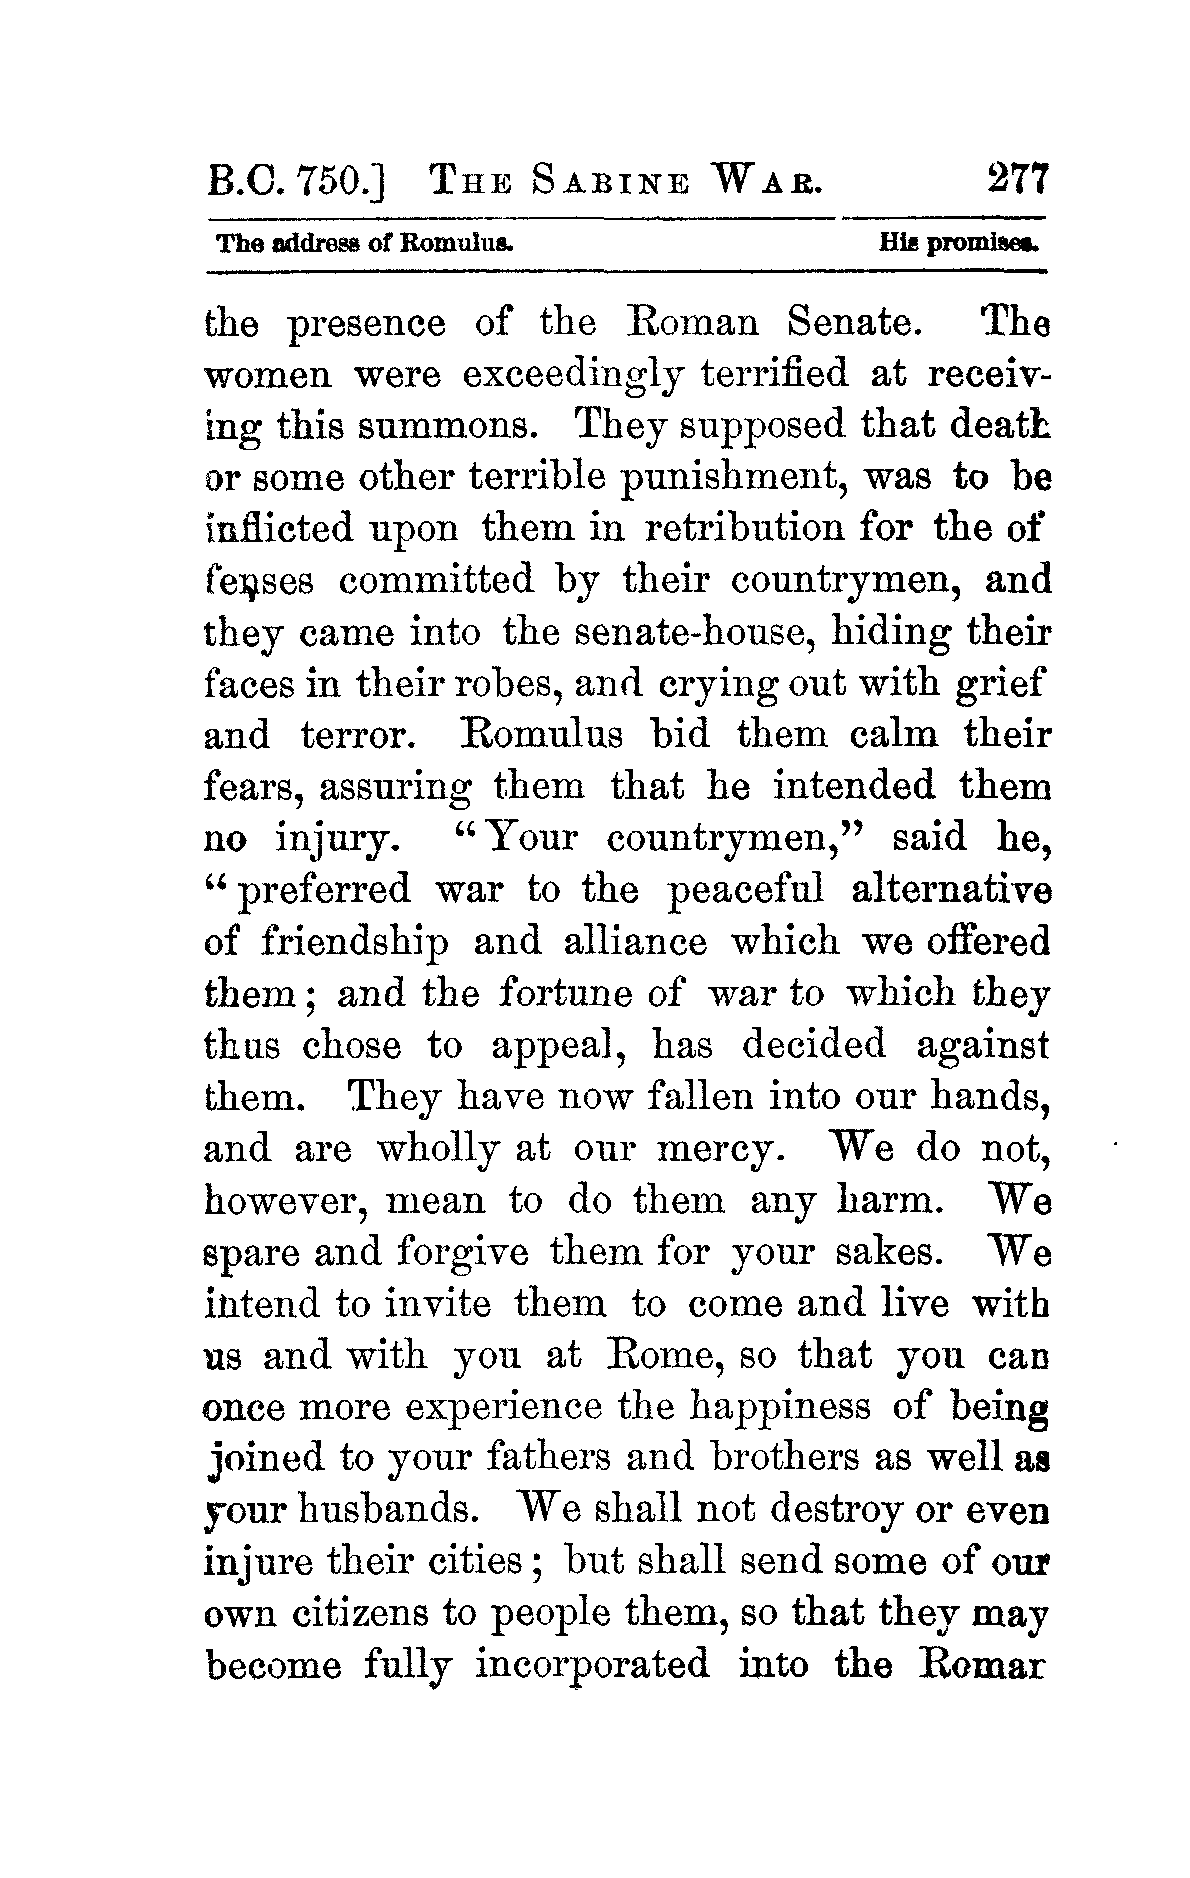 B.C. 750.] The Sabine War. 277
The address of Romulus. His promises.
the presence of the Roman Senate. The
women were exceedingly terrified at receiv-
ing this summons. They supposed that death
or some other terrible punishment, was to be
inflicted upon them in retribution for the of
fenses committed by their countrymen, and
they came into the senate-house, hiding their
faces in their robes, and crying out with grief
and terror. Romulus bid them calm their
fears, assuring them that he intended them
no injury. “Your countrymen,” said he,
“preferred war to the peaceful alternative
of friendship and alliance which we offered
them; and the fortune of war to which they
thus chose to appeal, has decided against
them. They have now fallen into our hands,
and are wholly at our mercy. We do not,
however, mean to do them any harm. We
spare and forgive them for your sakes. We
intend to invite them to come and live with
us and with you at Rome, so that you can
once more experience the happiness of being
joined to your fathers and brothers as well as
your husbands. We shall not destroy or even
injure their cities; but shall send some of our
own citizens to people them, so that they may
become fully incorporated into the Roman